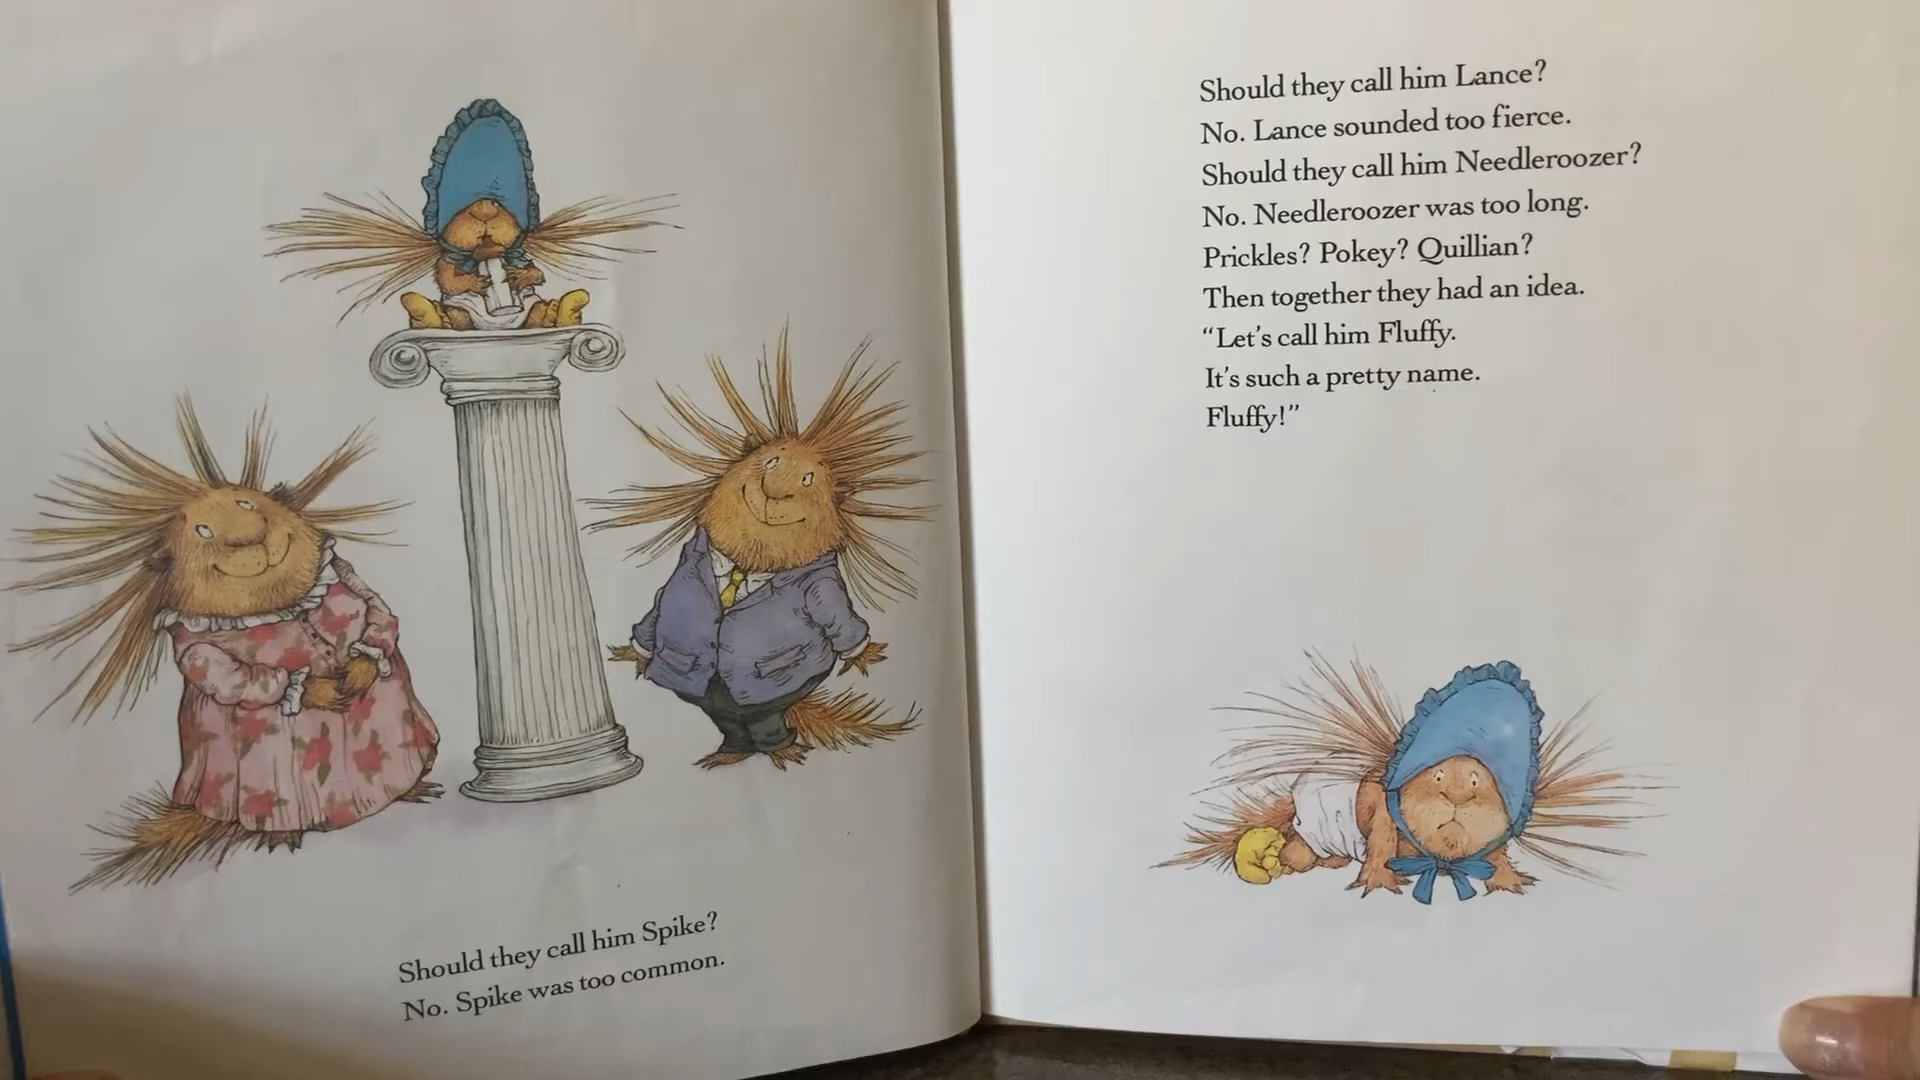 Should they call him Spike?
No. Spike was too common.
Should they call him Lance?
No. Lance sounded too fierce.
Should they call him Needleroozer?
No. Needleroozer was too long.
Prickles? Pokey? Quillian?
Then together they had an idea.
“Let’s call him Fluffy.
It’s such a pretty name.
Fluffy!”